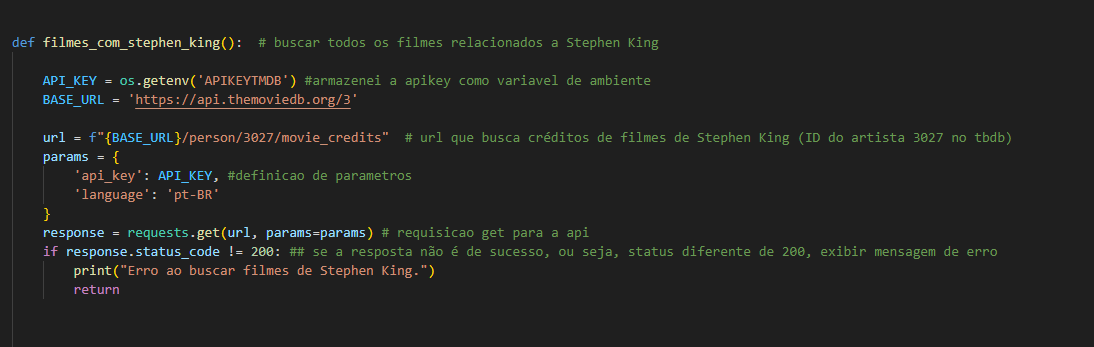 def filmes_com_stephen_king():  # buscar todos os filmes relacionados a Stephen King
API_KEY = os.getenv('APIKEYTMDB') #armazenei a apikey como variavel de ambiente
BASE_URL = 'https://api.themoviedb.org/3'
url = f"{BASE_URL}/person/3027/movie_credits"  # url que busca créditos de filmes de Stephen King (ID do artista 3027 no tbdb)
params = {
'api_key': API_KEY, #definicao de parametros
'language': 'pt-BR'
}
response = requests.get(url, params=params) # requisicao get para a api
if response.status_code != 200: ## se a resposta não é de sucesso, ou seja, status diferente de 200, exibir mensagem de erro
print("Erro ao buscar filmes de Stephen King.")
return